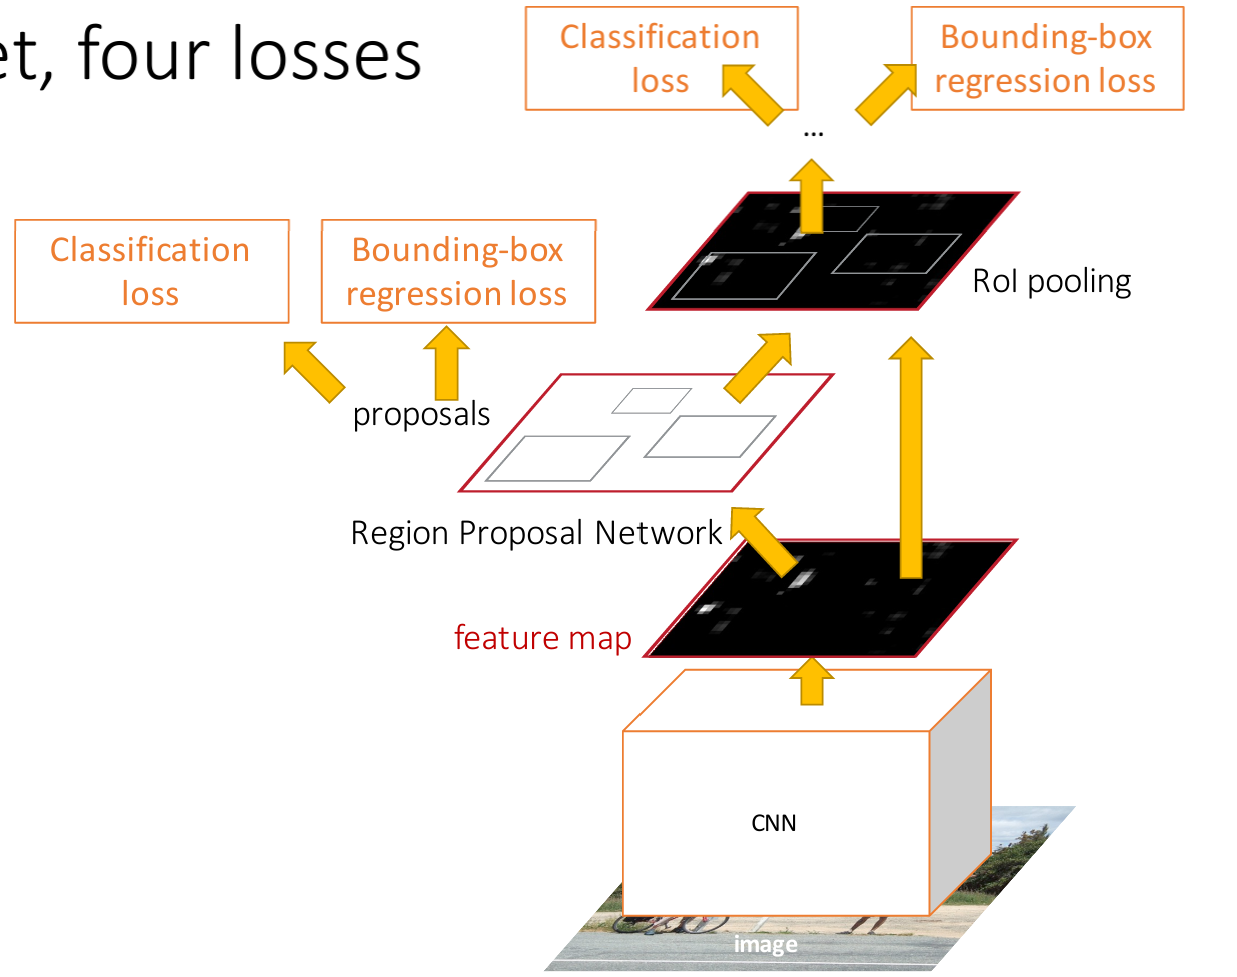 et, four losses
Classification
loss
Bounding-box
regression loss
...
Classification
loss
Bounding-box
regression loss
RoI pooling
proposals
Region Proposal Network
feature map
CNN
image